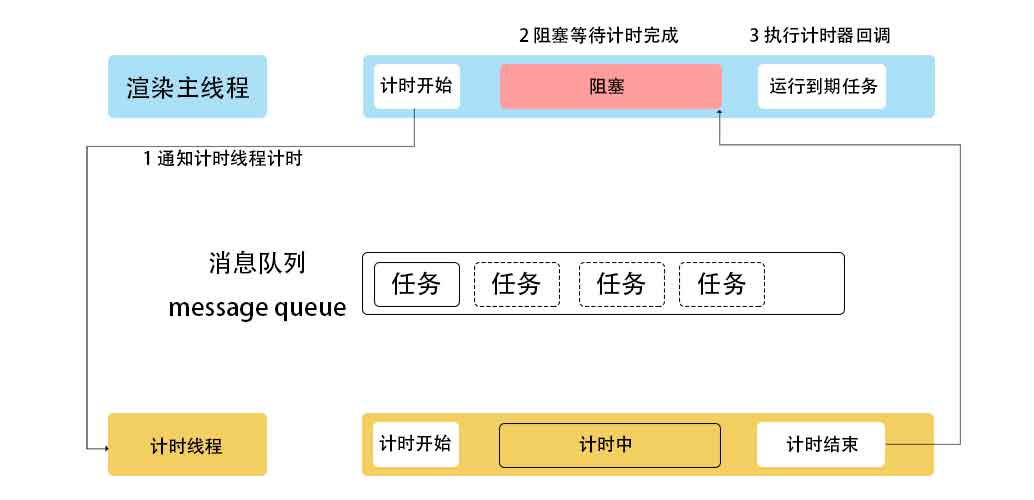 2 阻塞等待计时完成
3 执行计时器回调
渲染主线程
计时开始
阻塞
运行到期任务
1 通知计时线程计时
消息队列
message queue
任务
任务
任务
任务
计时线程
计时开始
计时中
计时结束